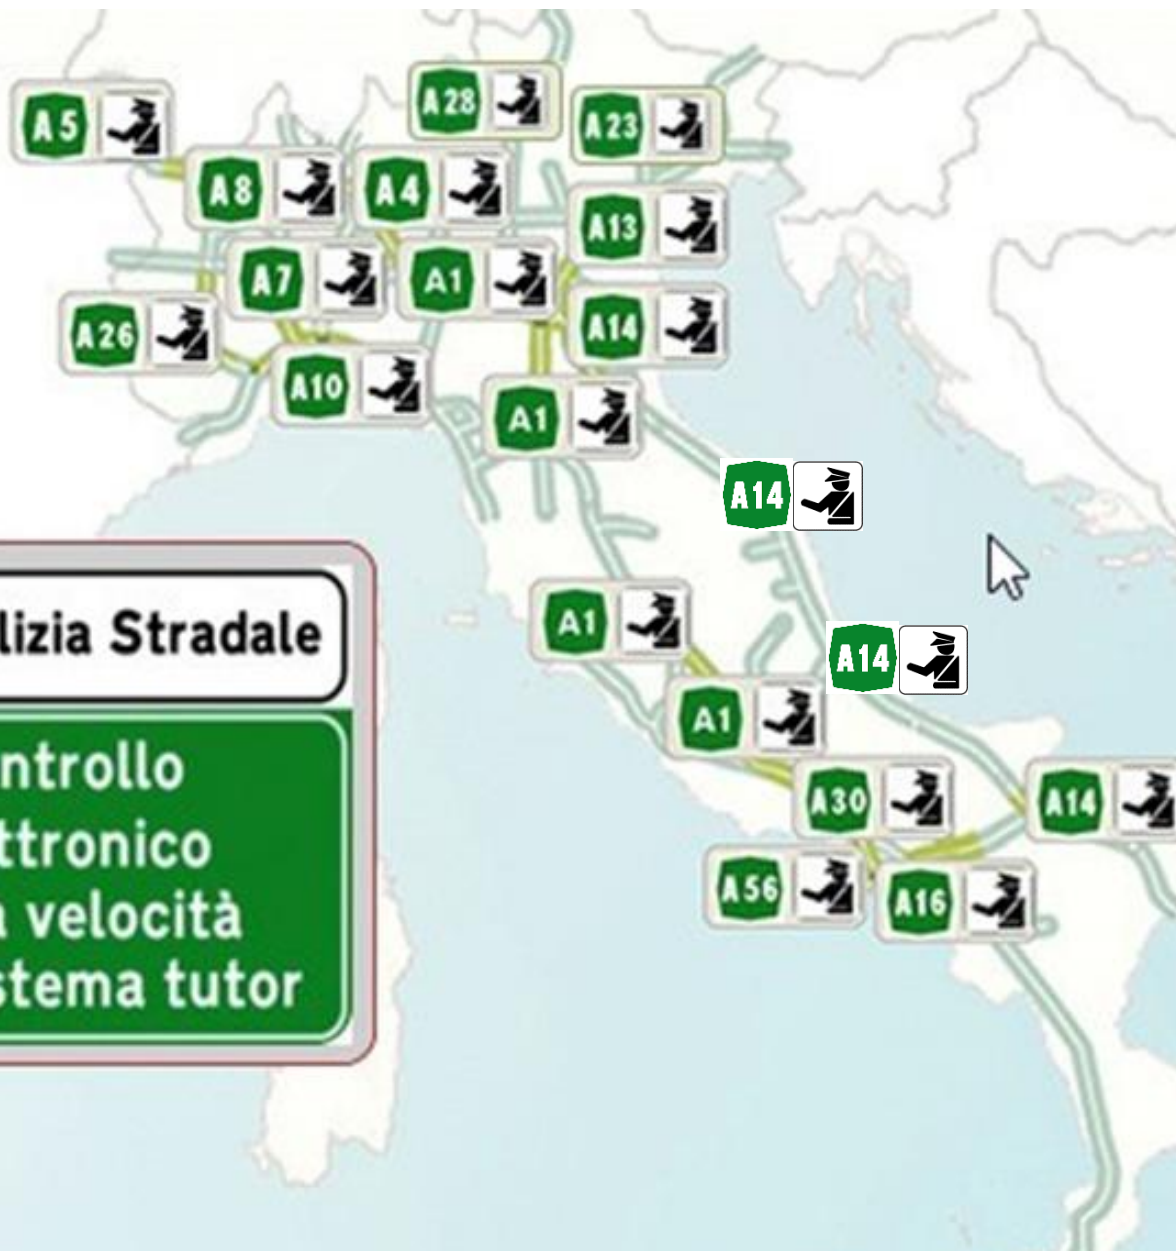 A28
A5
A23
A8
A4
A13
A7
A1
A14
A26
A10
A1
A14
lizia Stradale
A1
A14
A1
ntrollo
A30
A14
ttronico
A56
A16
a velocità
stema tutor